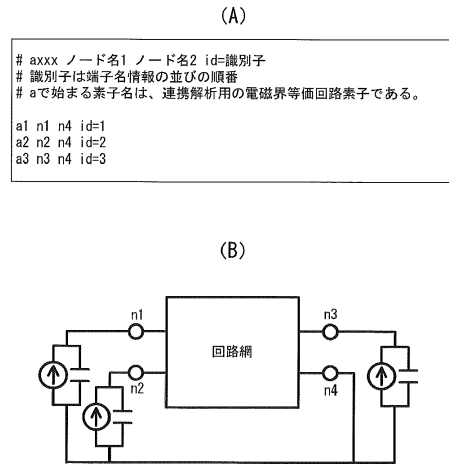 (A)
# axxx ノード名1 ノード名2 id=識別子
# 識別子は端子名情報の並びの順番
# aで始まる素子名は、連携解析用の電磁界等価回路素子である。
a1 n1 n4 id=1
a2 n2 n4 id=2
a3 n3 n4 id=3
(B)
n1
n3
回路網
n2
n4